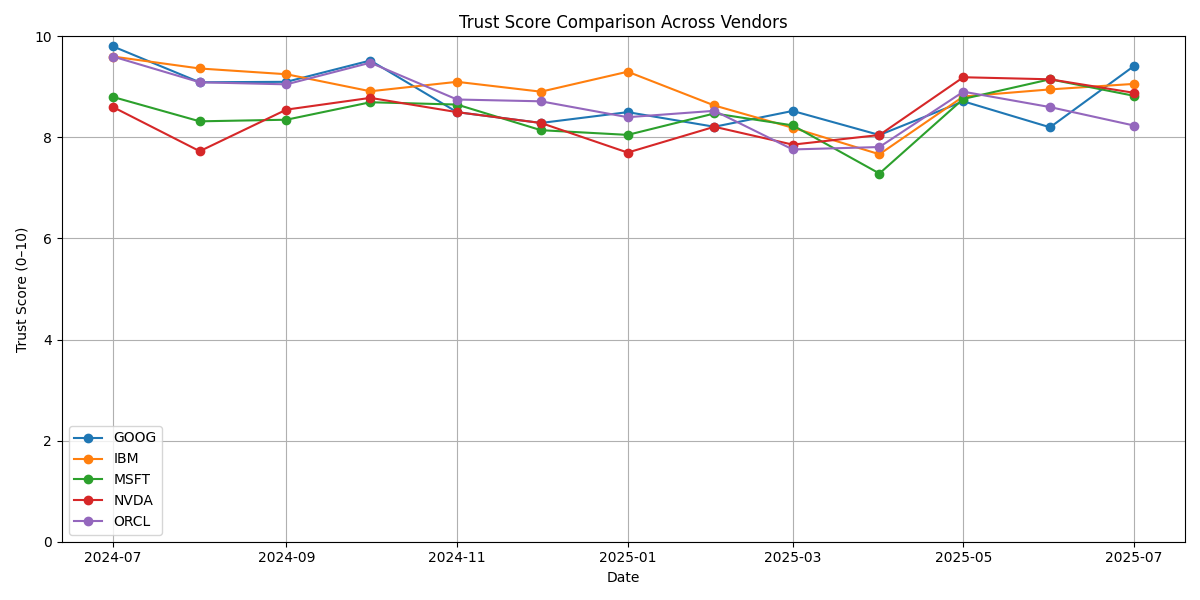 Trust Score Comparison Across Vendors
Trust Score (0–10)
10
8
6
4
2
0
GOOG
IBM
MSFT
NVDA
ORCL
2024-07
2024-09
2024-11
2025-01
2025-03
2025-05
2025-07
Date